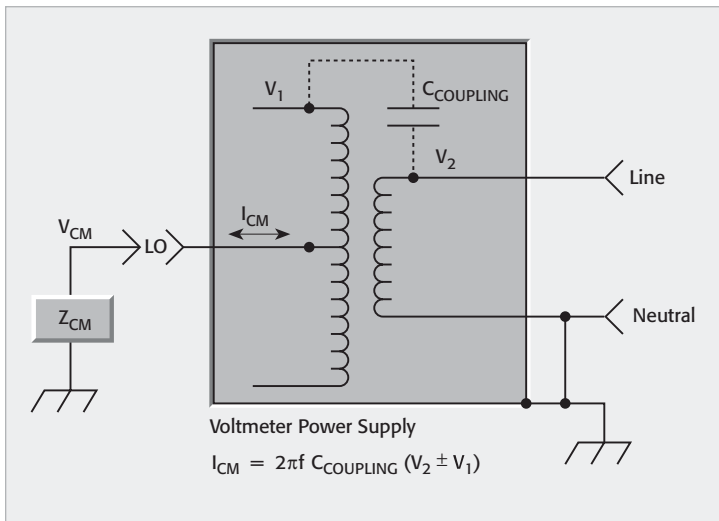 V1
CCOUPLING
V2
Line
ICM
VCM
LO
ZCM
Neutral
Voltmeter Power Supply
ICM = 2πf CCOUPLING (V2 ± V1)